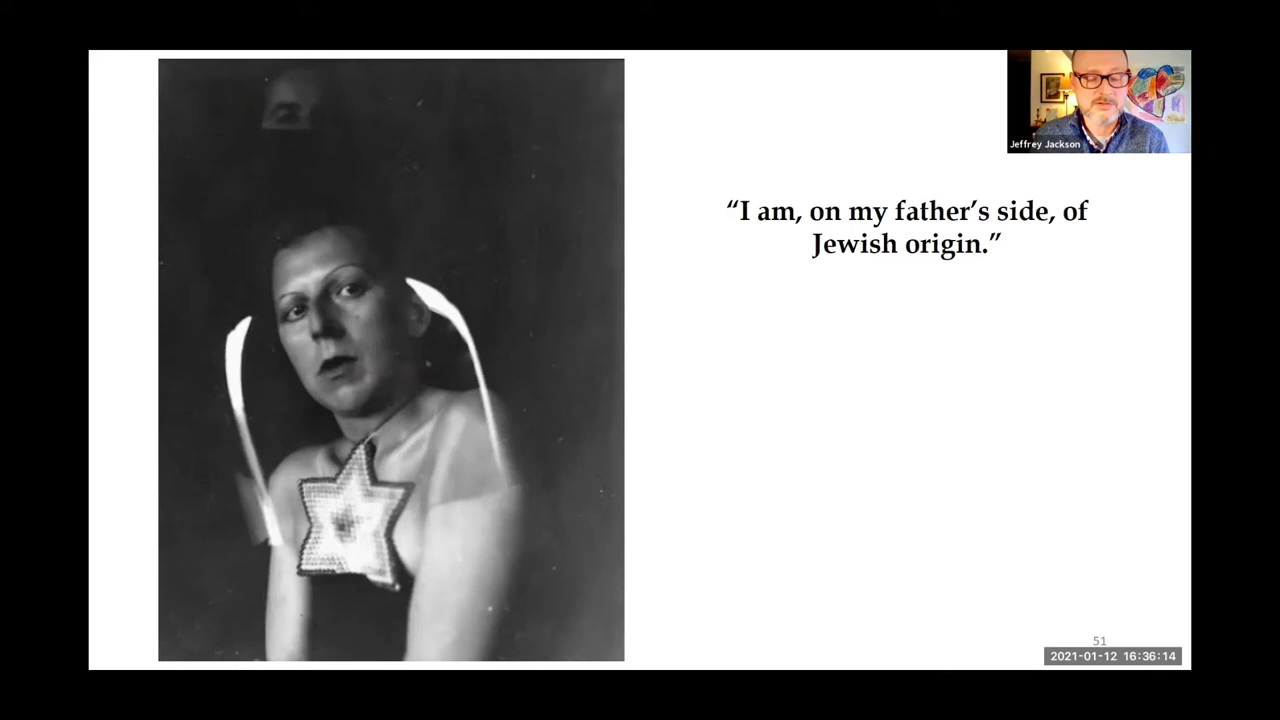 Jeffrey Jackson
“I am, on my father’s side, of
Jewish origin.”
51
2021-01-12 16:36:14